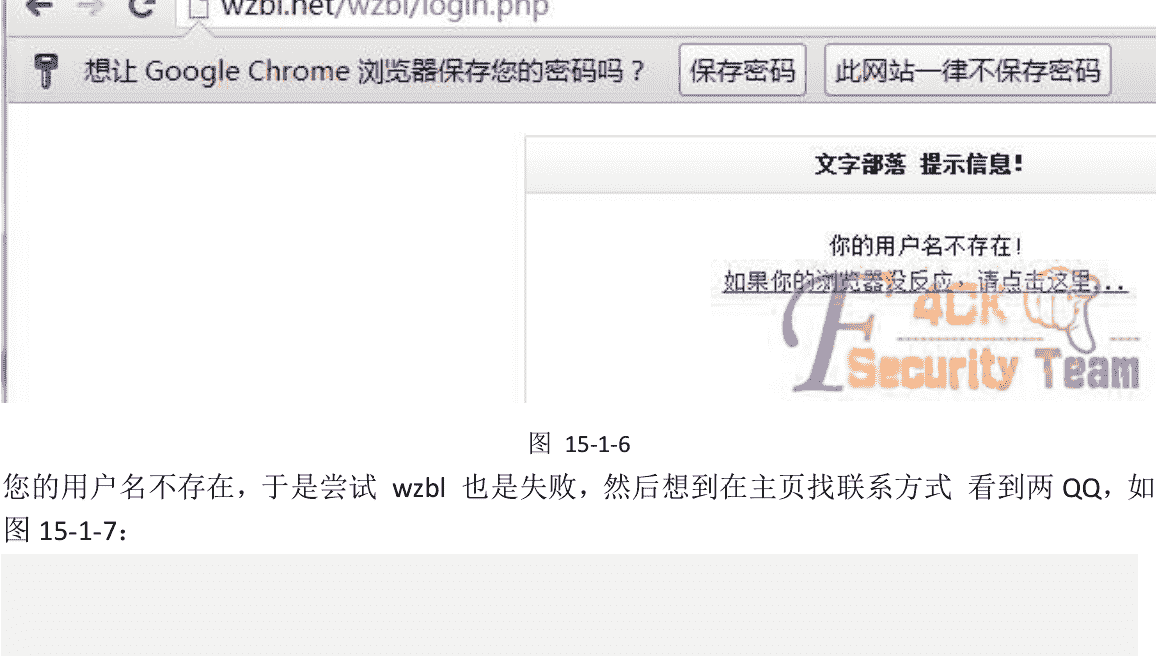 wzbl.net/wzbl/login.php
想让 Google Chrome 浏览器保存您的密码吗？ 保存密码 此网站一律不保存密码
文字部落 提示信息!
你的用户名不存在!
如果你的浏览器没反应，请点击这里...
F4CK
Security Team
图 15-1-6
您的用户名不存在，于是尝试 wzbl 也是失败，然后想到在主页找联系方式 看到两 QQ，如
图 15-1-7：